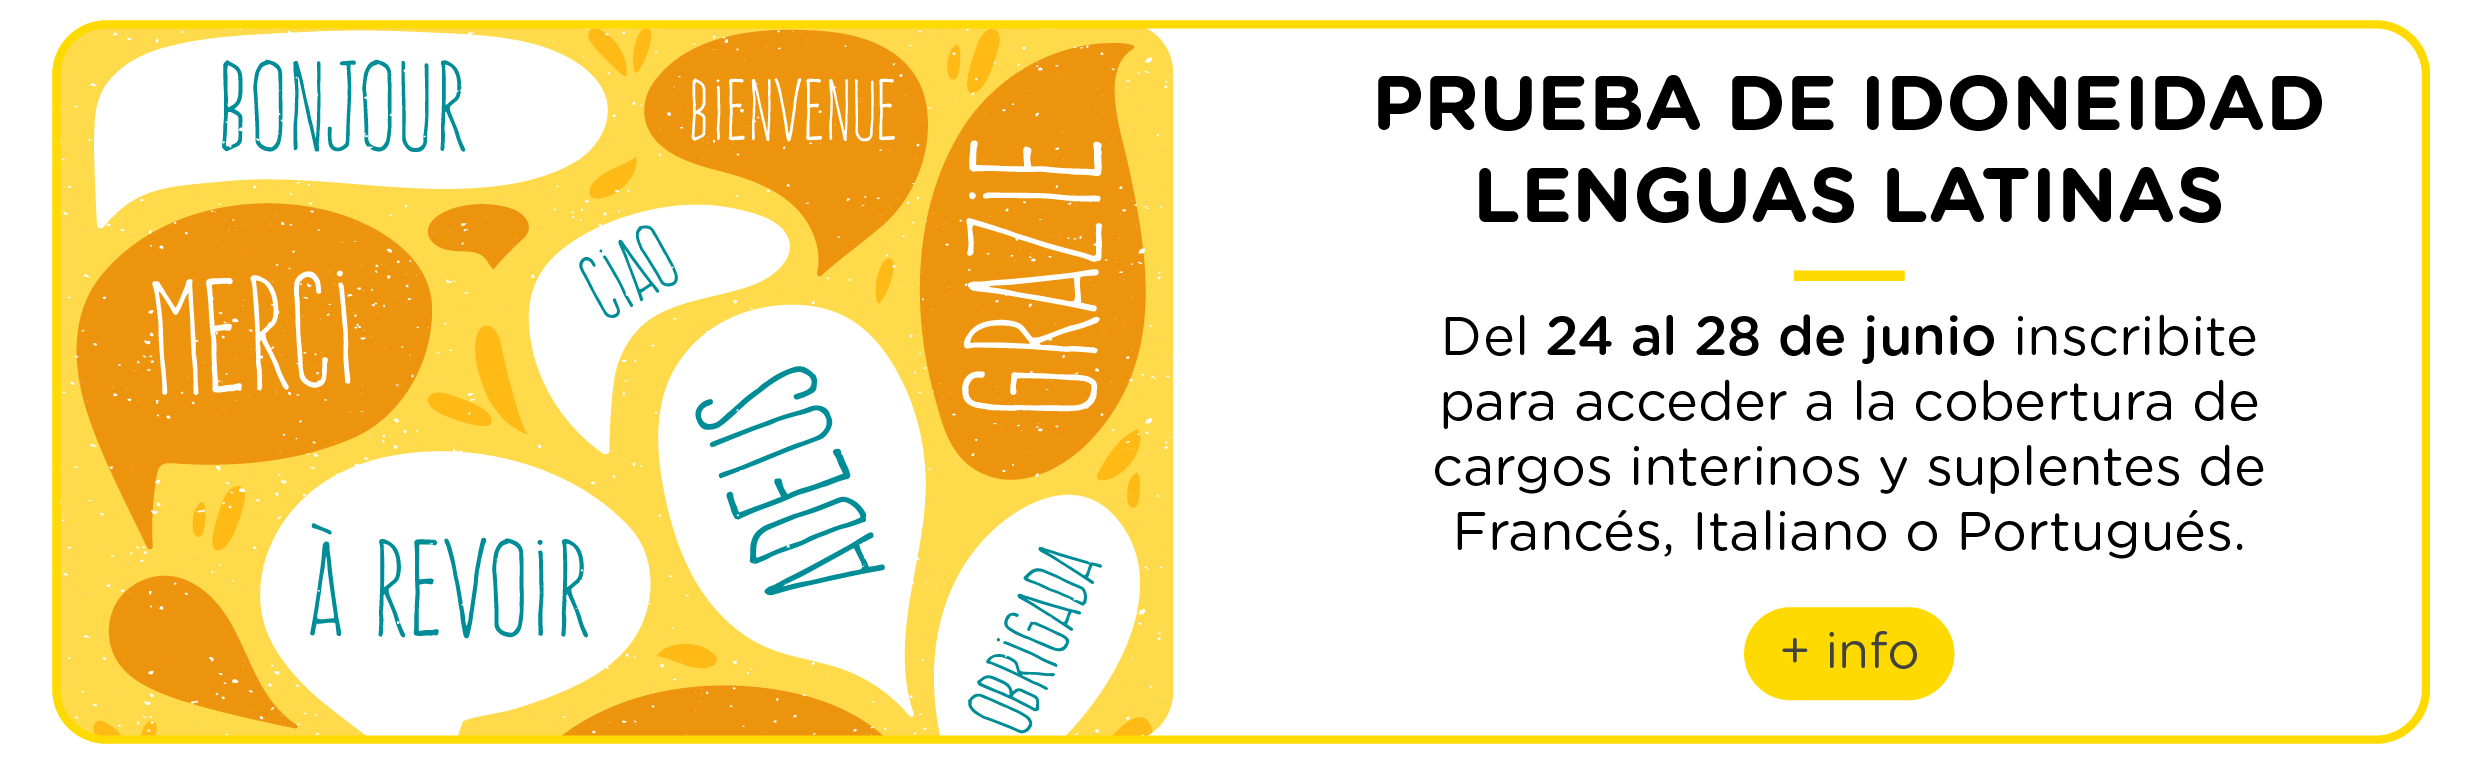 BONJOUR
BIENVENUE
GRAZIE
MERCI
CIAO
ADEUS
À REVOIR
OBRIGADA
PRUEBA DE IDONEIDAD
LENGUAS LATINAS
Del 24 al 28 de junio inscribite
para acceder a la cobertura de
cargos interinos y suplentes de
Francés, Italiano o Portugués.
+ info